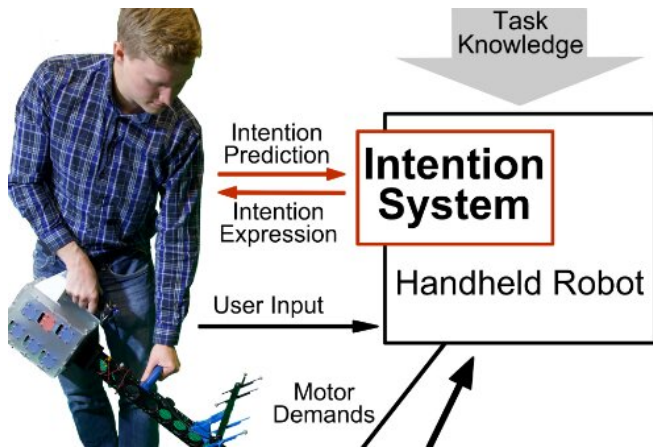 Task
Knowledge
Intention
Prediction
Intention
System
Intention
Expression
Handheld Robot
User Input
Motor
Demands